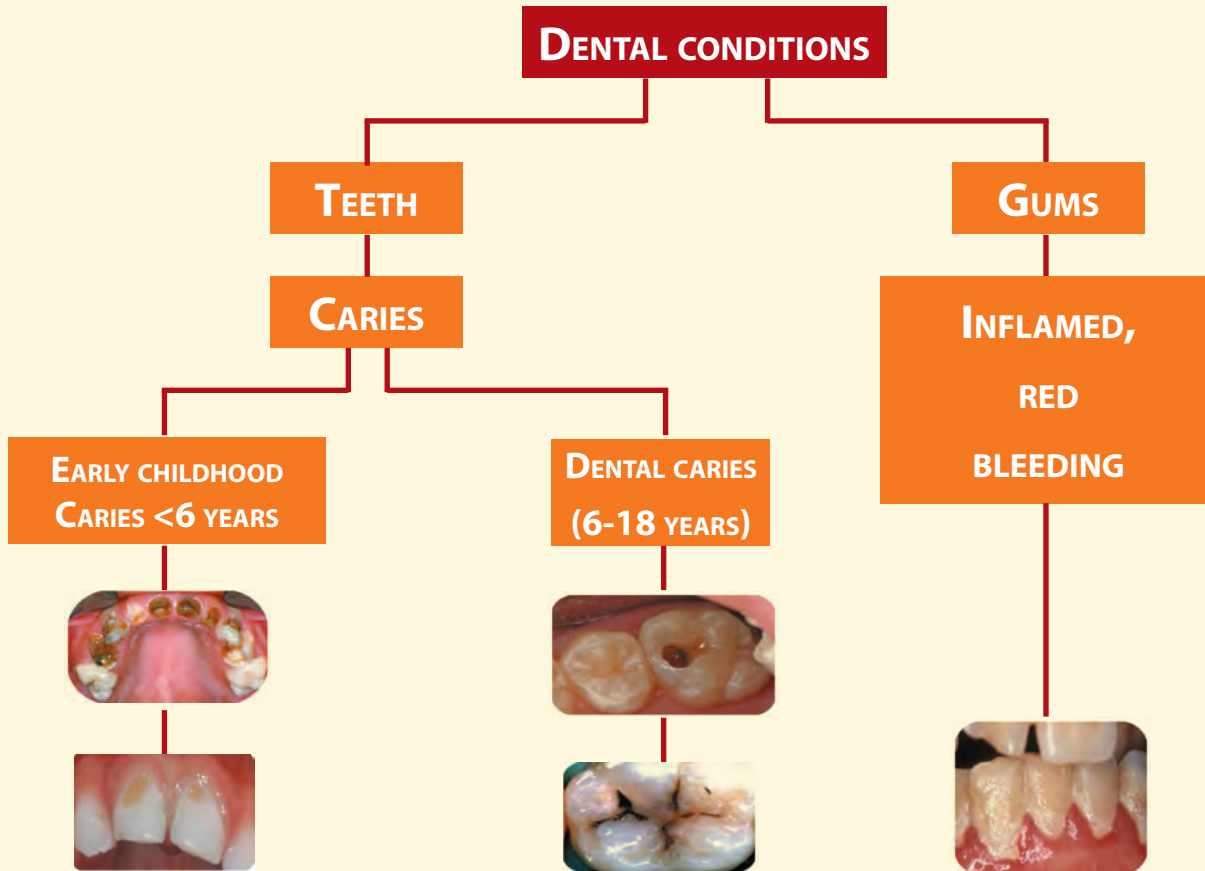 DENTAL CONDITIONS
TEETH
GUMS
CARIES
INFLAMED,
RED
BLEEDING
EARLY CHILDHOOD
CARIES <6 YEARS
DENTAL CARIES
(6-18 YEARS)